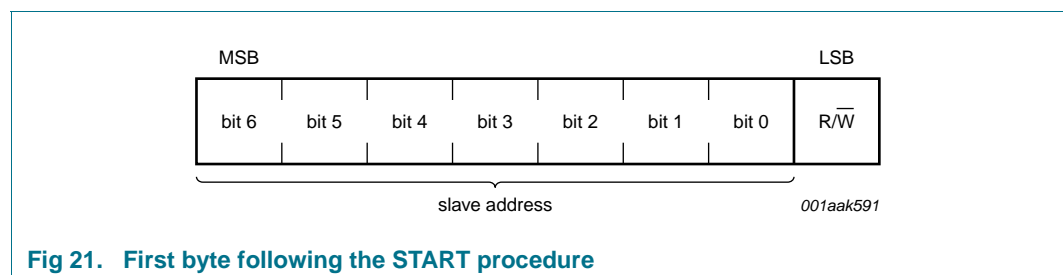 MSB LSB
bit 6 bit 5 bit 4 bit 3 bit 2 bit 1 bit 0 R/W̅
slave address 001aak591
Fig 21. First byte following the START procedure